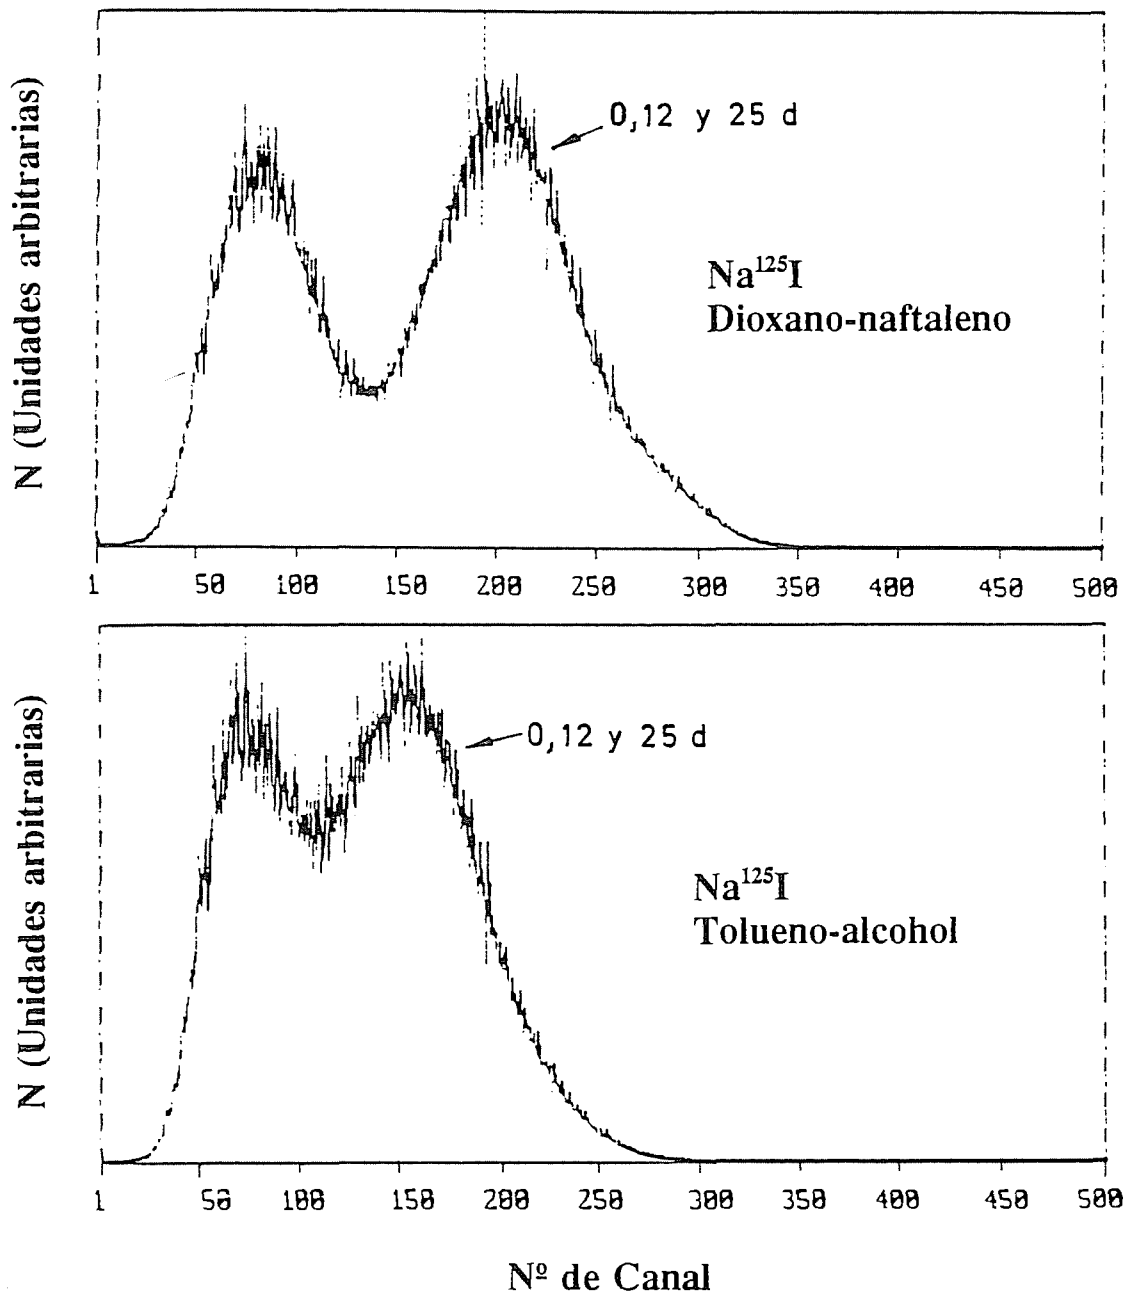 N (Unidades arbitrarias)
0,12 y 25 d
Na¹²⁵I
Dioxano-naftaleno
1 50 100 150 200 250 300 350 400 450 500
N (Unidades arbitrarias)
0,12 y 25 d
Na¹²⁵I
Tolueno-alcohol
1 50 100 150 200 250 300 350 400 450 500
Nº de Canal